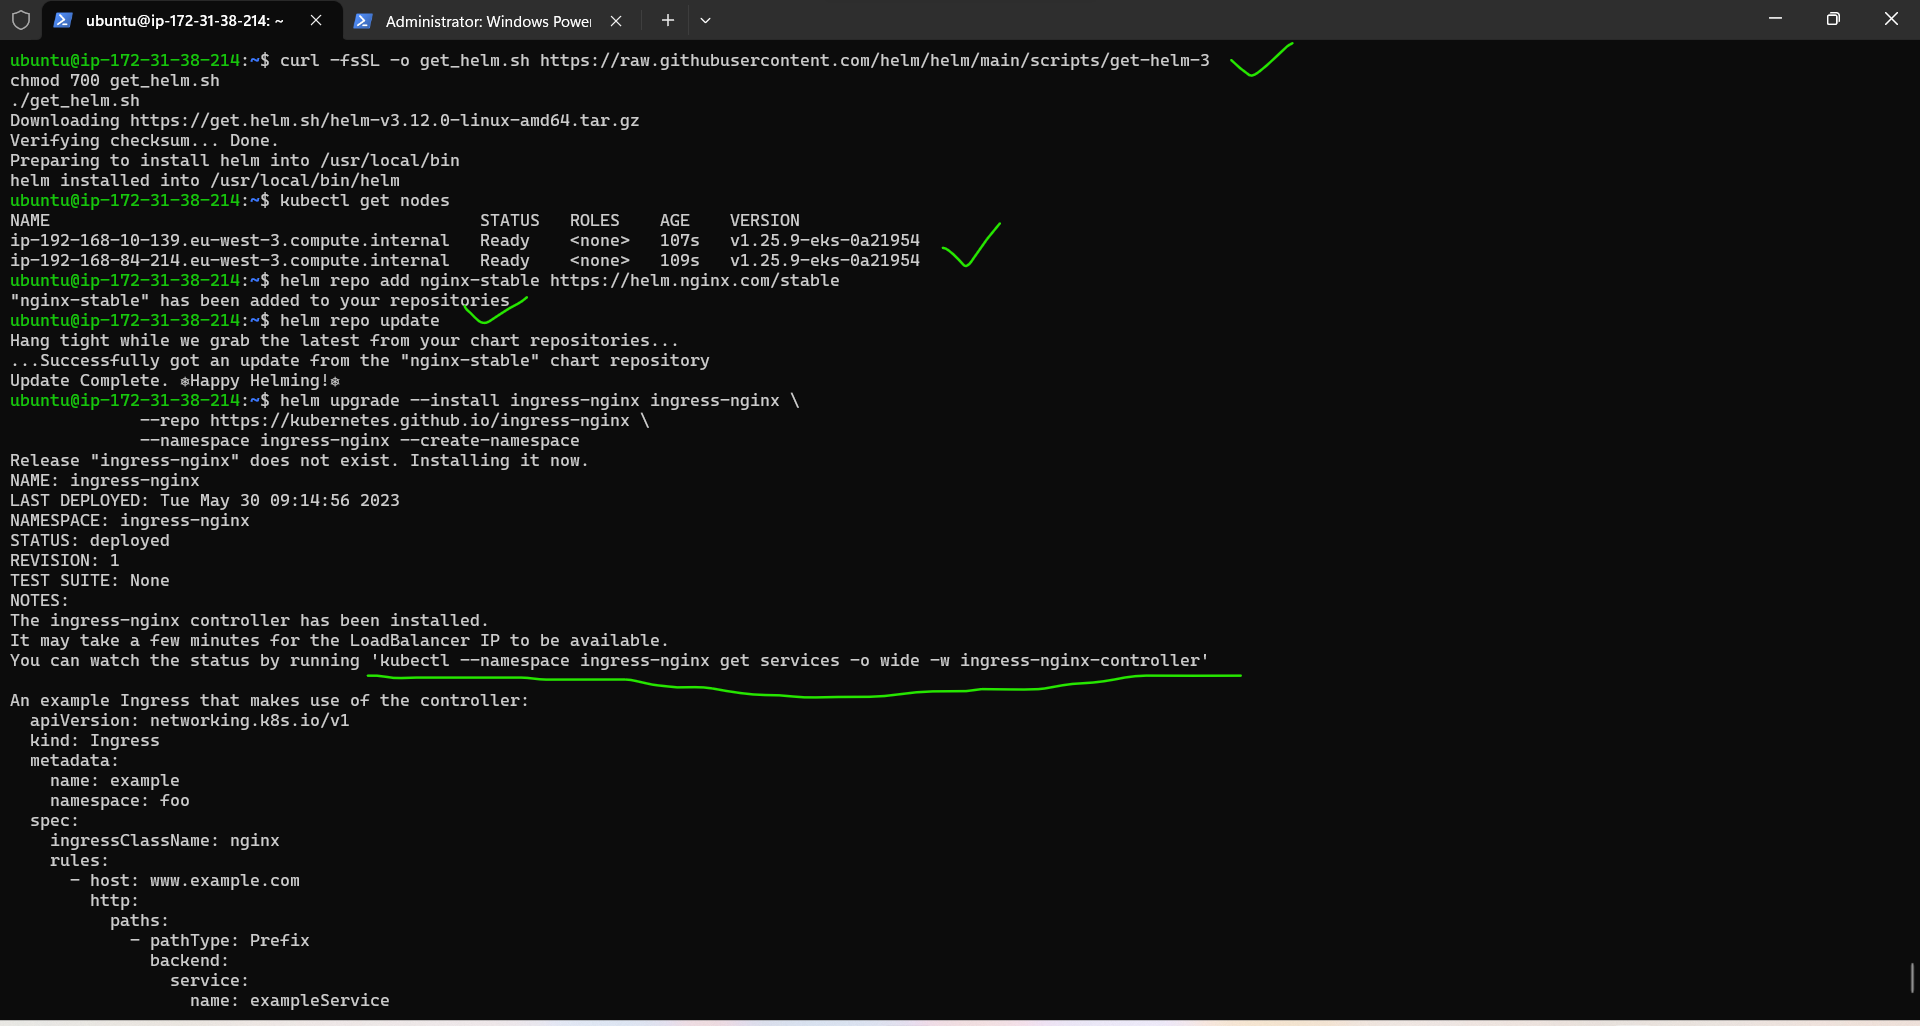 ubuntu@ip-172-31-38-214: ~
Administrator: Windows Power
ubuntu@ip-172-31-38-214:~$ curl -fsSL -o get_helm.sh https://raw.githubusercontent.com/helm/helm/main/scripts/get-helm-3
chmod 700 get_helm.sh
./get_helm.sh
Downloading https://get.helm.sh/helm-v3.12.0-linux-amd64.tar.gz
Verifying checksum... Done.
Preparing to install helm into /usr/local/bin
helm installed into /usr/local/bin/helm
ubuntu@ip-172-31-38-214:~$ kubectl get nodes
NAME                                           STATUS   ROLES    AGE    VERSION
ip-192-168-10-139.eu-west-3.compute.internal   Ready    <none>   107s   v1.25.9-eks-0a21954
ip-192-168-84-214.eu-west-3.compute.internal   Ready    <none>   109s   v1.25.9-eks-0a21954
ubuntu@ip-172-31-38-214:~$ helm repo add nginx-stable https://helm.nginx.com/stable
"nginx-stable" has been added to your repositories
ubuntu@ip-172-31-38-214:~$ helm repo update
Hang tight while we grab the latest from your chart repositories...
...Successfully got an update from the "nginx-stable" chart repository
Update Complete. ⎈Happy Helming!⎈
ubuntu@ip-172-31-38-214:~$ helm upgrade --install ingress-nginx ingress-nginx \
             --repo https://kubernetes.github.io/ingress-nginx \
             --namespace ingress-nginx --create-namespace
Release "ingress-nginx" does not exist. Installing it now.
NAME: ingress-nginx
LAST DEPLOYED: Tue May 30 09:14:56 2023
NAMESPACE: ingress-nginx
STATUS: deployed
REVISION: 1
TEST SUITE: None
NOTES:
The ingress-nginx controller has been installed.
It may take a few minutes for the LoadBalancer IP to be available.
You can watch the status by running 'kubectl --namespace ingress-nginx get services -o wide -w ingress-nginx-controller'
An example Ingress that makes use of the controller:
  apiVersion: networking.k8s.io/v1
  kind: Ingress
  metadata:
    name: example
    namespace: foo
  spec:
    ingressClassName: nginx
    rules:
      - host: www.example.com
        http:
          paths:
            - pathType: Prefix
              backend:
                service:
                  name: exampleService